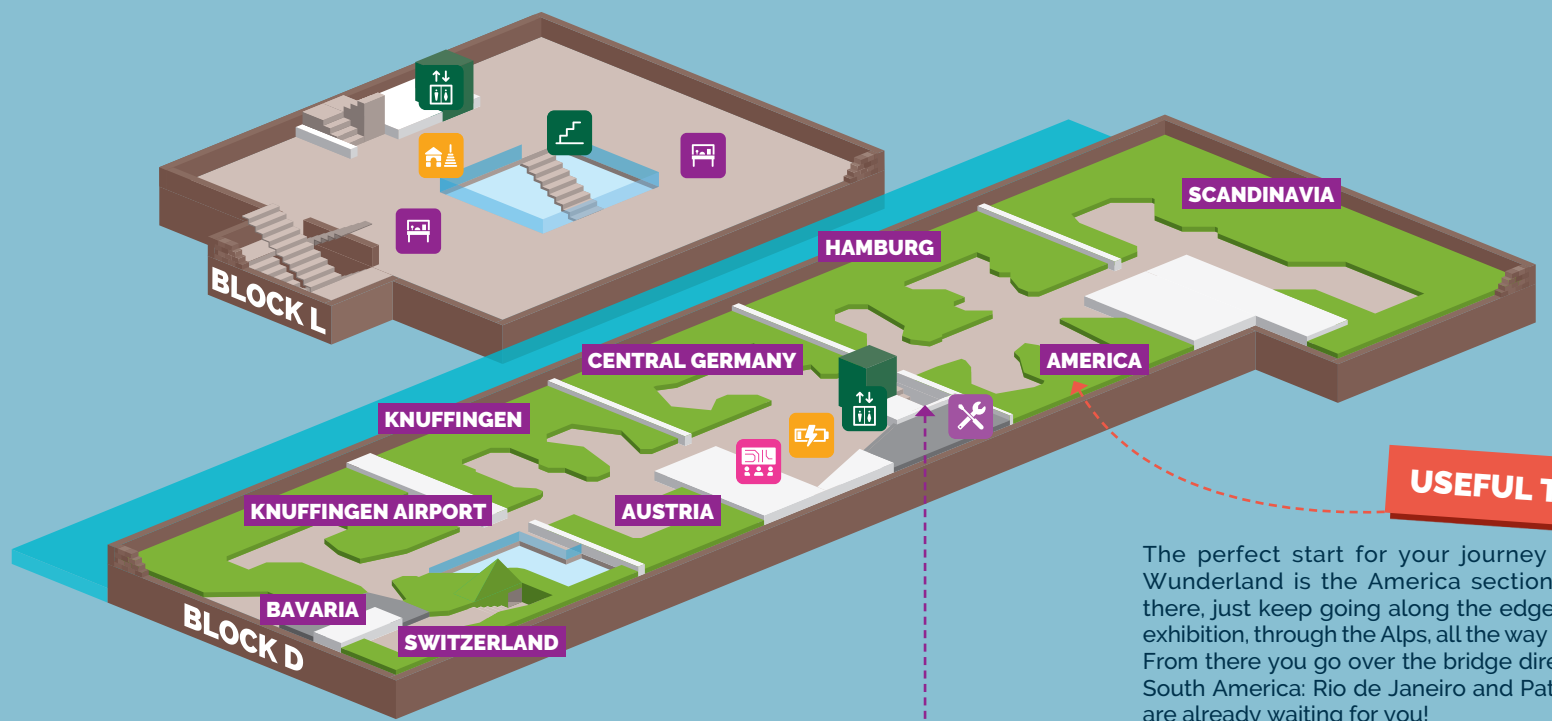 SCANDINAVIA
HAMBURG
BLOCK L
CENTRAL GERMANY
AMERICA
KNUFFINGEN
USEFUL T
KNUFFINGEN AIRPORT
AUSTRIA
BAVARIA
SWITZERLAND
BLOCK D
The perfect start for your journey
Wunderland is the America section
there, just keep going along the edge
exhibition, through the Alps, all the way
From there you go over the bridge dire
South America: Rio de Janeiro and Pat
are already waiting for you!